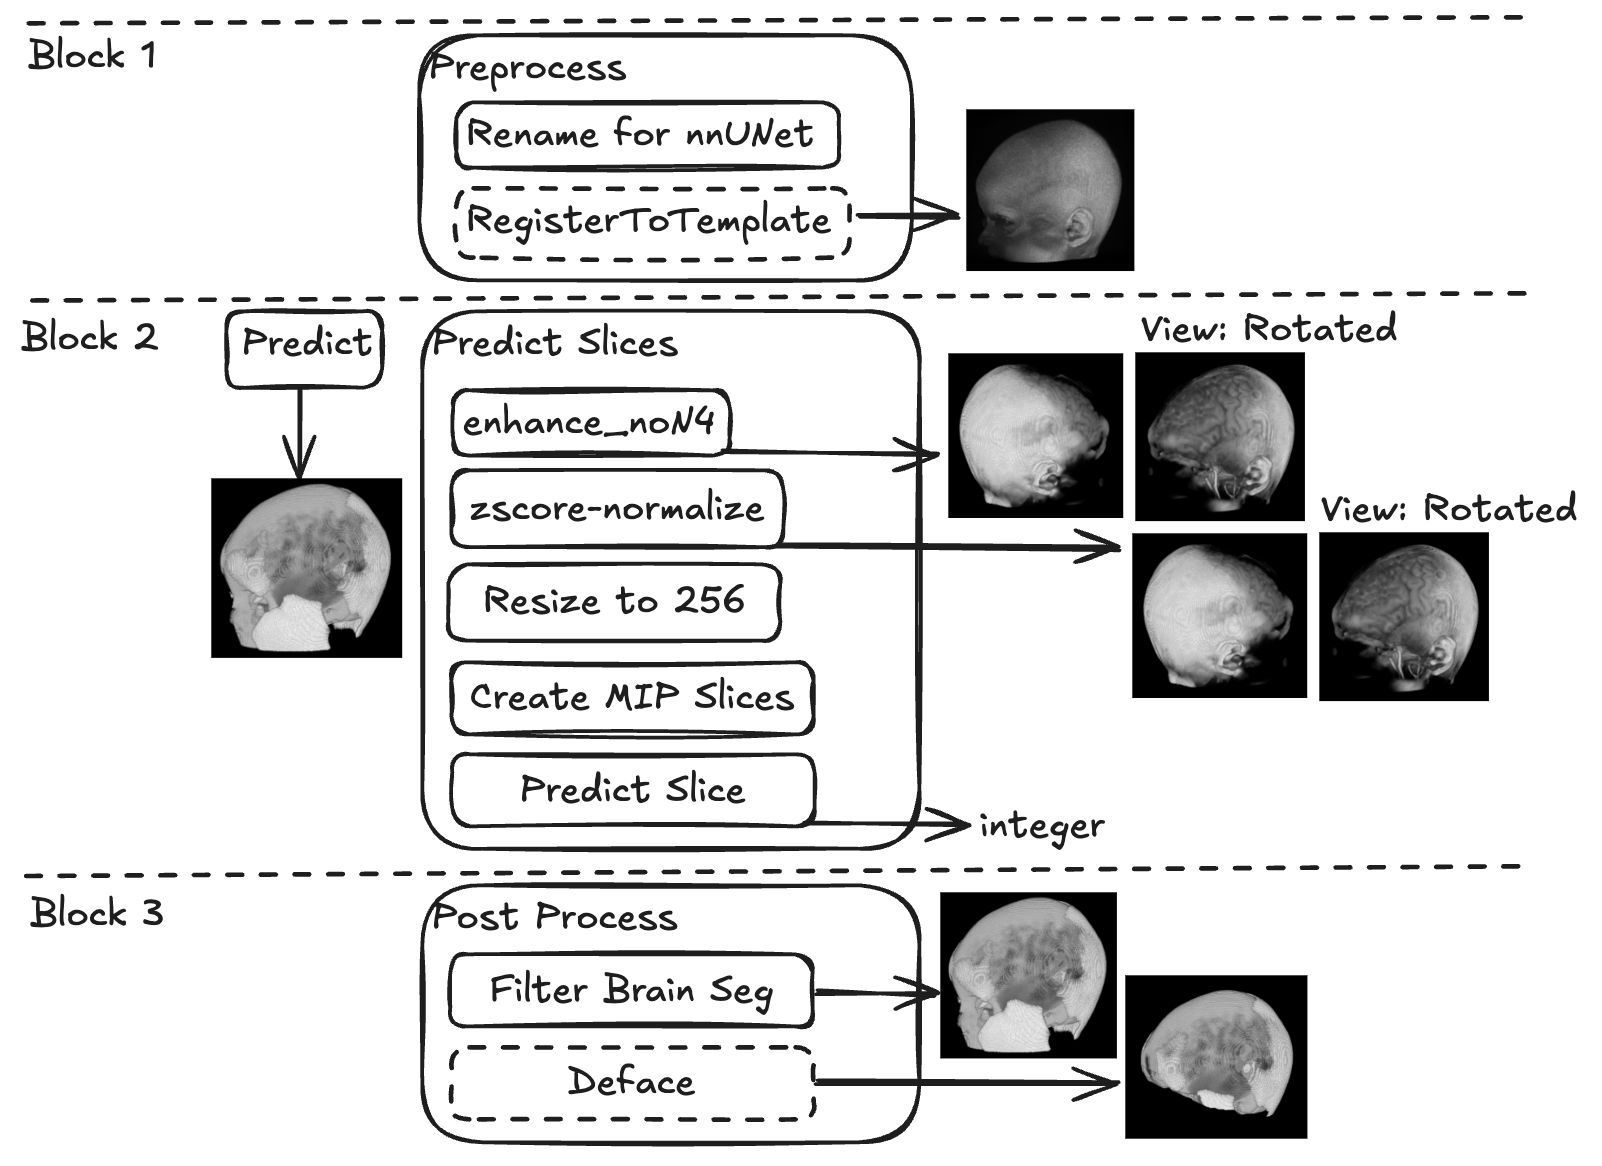 Block 1
Preprocess
Rename for nnUNet
RegisterToTemplate
Block 2
Predict
Predict Slices
View: Rotated
enhance_noN4
zscore-normalize
View: Rotated
Resize to 256
Create MIP Slices
Predict Slice
integer
Block 3
Post Process
Filter Brain Seg
Deface